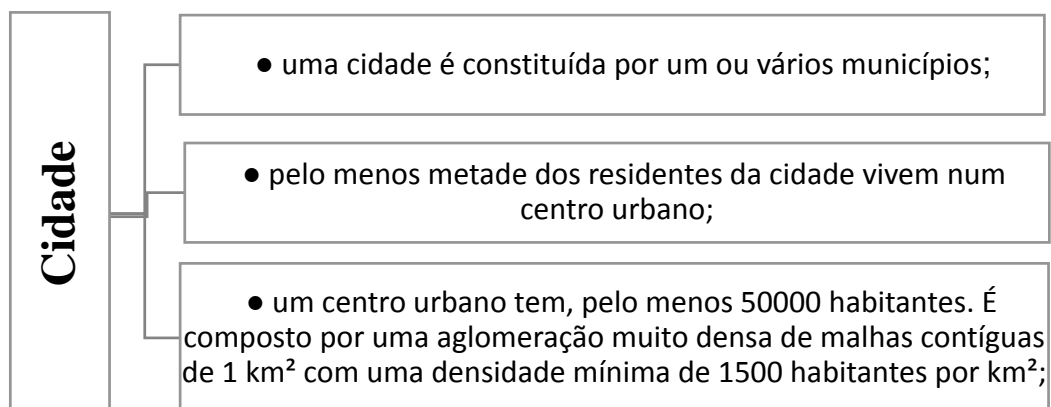 Cidade
● uma cidade é constituída por um ou vários municípios;
● pelo menos metade dos residentes da cidade vivem num
centro urbano;
● um centro urbano tem, pelo menos 50000 habitantes. É
composto por uma aglomeração muito densa de malhas contíguas
de 1 km² com uma densidade mínima de 1500 habitantes por km²;